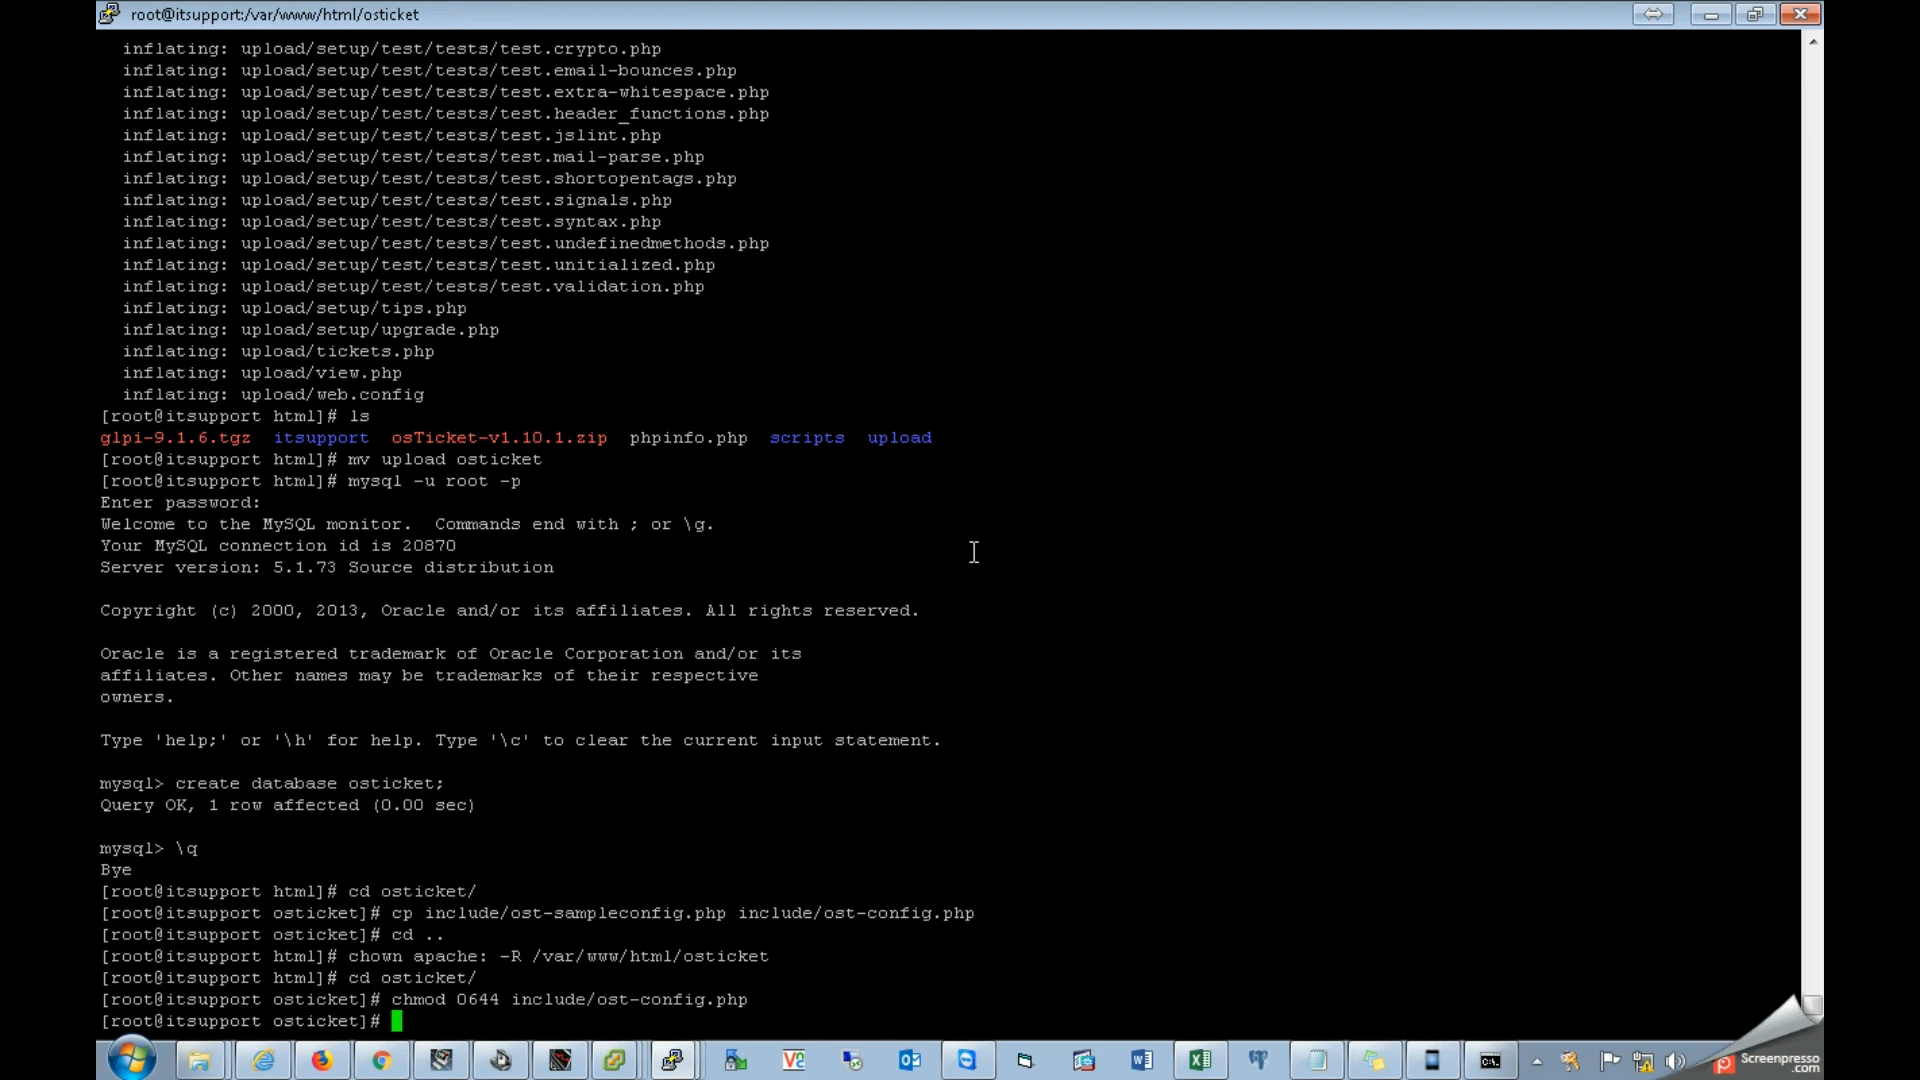 root@itsupport:/var/www/html/osticket
inflating: upload/setup/test/tests/test.crypto.php
inflating: upload/setup/test/tests/test.email-bounces.php
inflating: upload/setup/test/tests/test.extra-whitespace.php
inflating: upload/setup/test/tests/test.header_functions.php
inflating: upload/setup/test/tests/test.jslint.php
inflating: upload/setup/test/tests/test.mail-parse.php
inflating: upload/setup/test/tests/test.shortopentags.php
inflating: upload/setup/test/tests/test.signals.php
inflating: upload/setup/test/tests/test.syntax.php
inflating: upload/setup/test/tests/test.undefinedmethods.php
inflating: upload/setup/test/tests/test.unitialized.php
inflating: upload/setup/test/tests/test.validation.php
inflating: upload/setup/tips.php
inflating: upload/setup/upgrade.php
inflating: upload/tickets.php
inflating: upload/view.php
inflating: upload/web.config
[root@itsupport html]# ls
glpi-9.1.6.tgz itsupport osTicket-v1.10.1.zip phpinfo.php scripts upload
[root@itsupport html]# mv upload osticket
[root@itsupport html]# mysql -u root -p
Enter password:
Welcome to the MySQL monitor. Commands end with ; or \g.
Your MySQL connection id is 20870
Server version: 5.1.73 Source distribution
Copyright (c) 2000, 2013, Oracle and/or its affiliates. All rights reserved.
Oracle is a registered trademark of Oracle Corporation and/or its
affiliates. Other names may be trademarks of their respective
owners.
Type 'help;' or '\h' for help. Type '\c' to clear the current input statement.
mysql> create database osticket;
Query OK, 1 row affected (0.00 sec)
mysql> \q
Bye
[root@itsupport html]# cd osticket/
[root@itsupport osticket]# cp include/ost-sampleconfig.php include/ost-config.php
[root@itsupport osticket]# cd ..
[root@itsupport html]# chown apache: -R /var/www/html/osticket
[root@itsupport html]# cd osticket/
[root@itsupport osticket]# chmod 0644 include/ost-config.php
[root@itsupport osticket]#
Screenpresso
.com